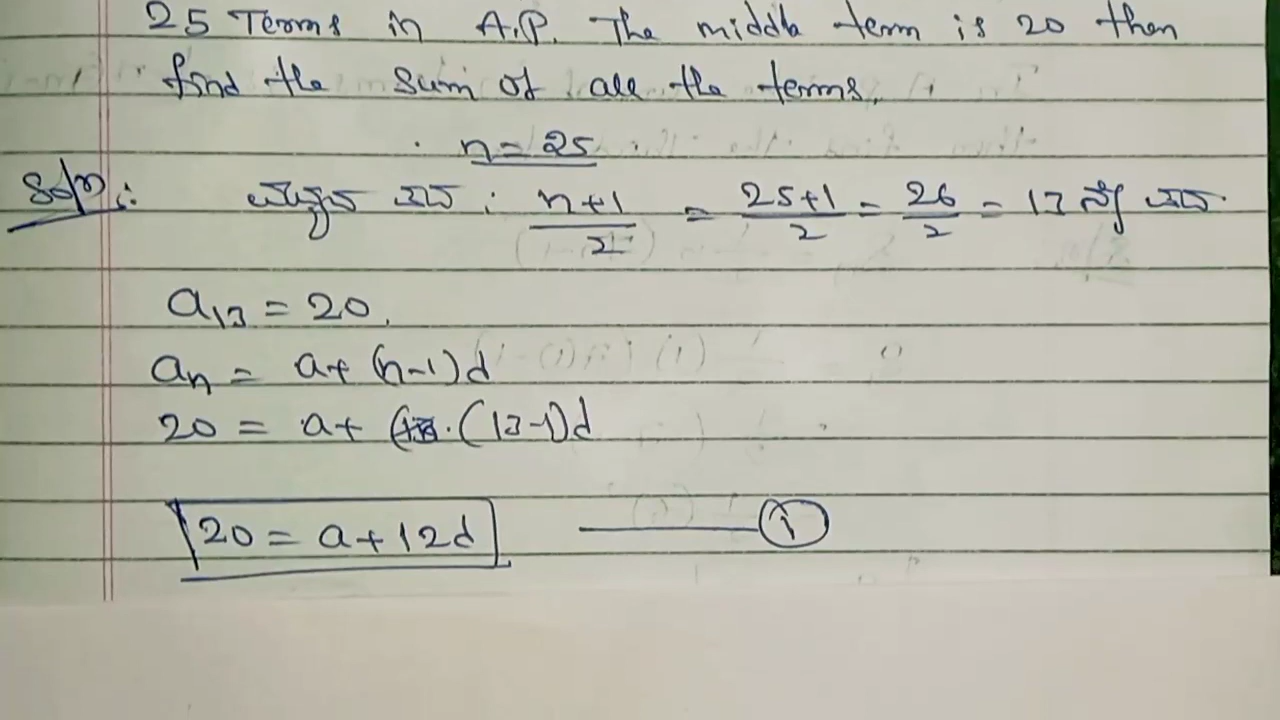 25 Terms in A.P. The middle term is 20 then
find the sum of all the terms.
n = 25
Soln:
ಮಧ್ಯದ ಪದ : n+1/2 = 25+1/2 = 26/2 = 13 ನೇ ಪದ
a13 = 20.
an = a+ (n-1)d
20 = a+ (13-1)d
20 = a+12d ——— 1